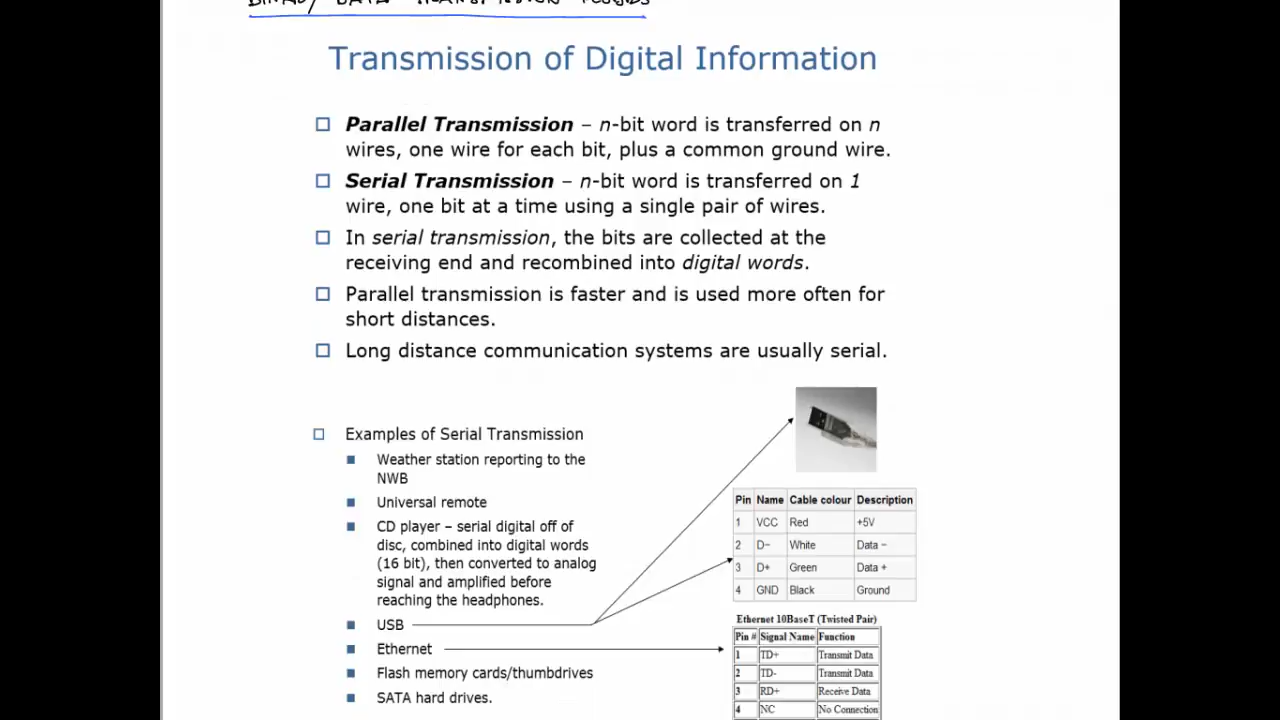 Transmission of Digital Information
Parallel Transmission – n-bit word is transferred on n
wires, one wire for each bit, plus a common ground wire.
Serial Transmission – n-bit word is transferred on 1
wire, one bit at a time using a single pair of wires.
In serial transmission, the bits are collected at the
receiving end and recombined into digital words.
Parallel transmission is faster and is used more often for
short distances.
Long distance communication systems are usually serial.
Examples of Serial Transmission
Weather station reporting to the
NWB
Universal remote
CD player – serial digital off of
disc, combined into digital words
(16 bit), then converted to analog
signal and amplified before
reaching the headphones.
USB
Ethernet
Flash memory cards/thumbdrives
SATA hard drives.
Pin Name Cable colour Description
1 VCC Red +5V
2 D− White Data −
3 D+ Green Data +
4 GND Black Ground
Ethernet 10BaseT (Twisted Pair)
Pin # Signal Name Function
1 TD+ Transmit Data
2 TD- Transmit Data
3 RD+ Receive Data
4 NC No Connection